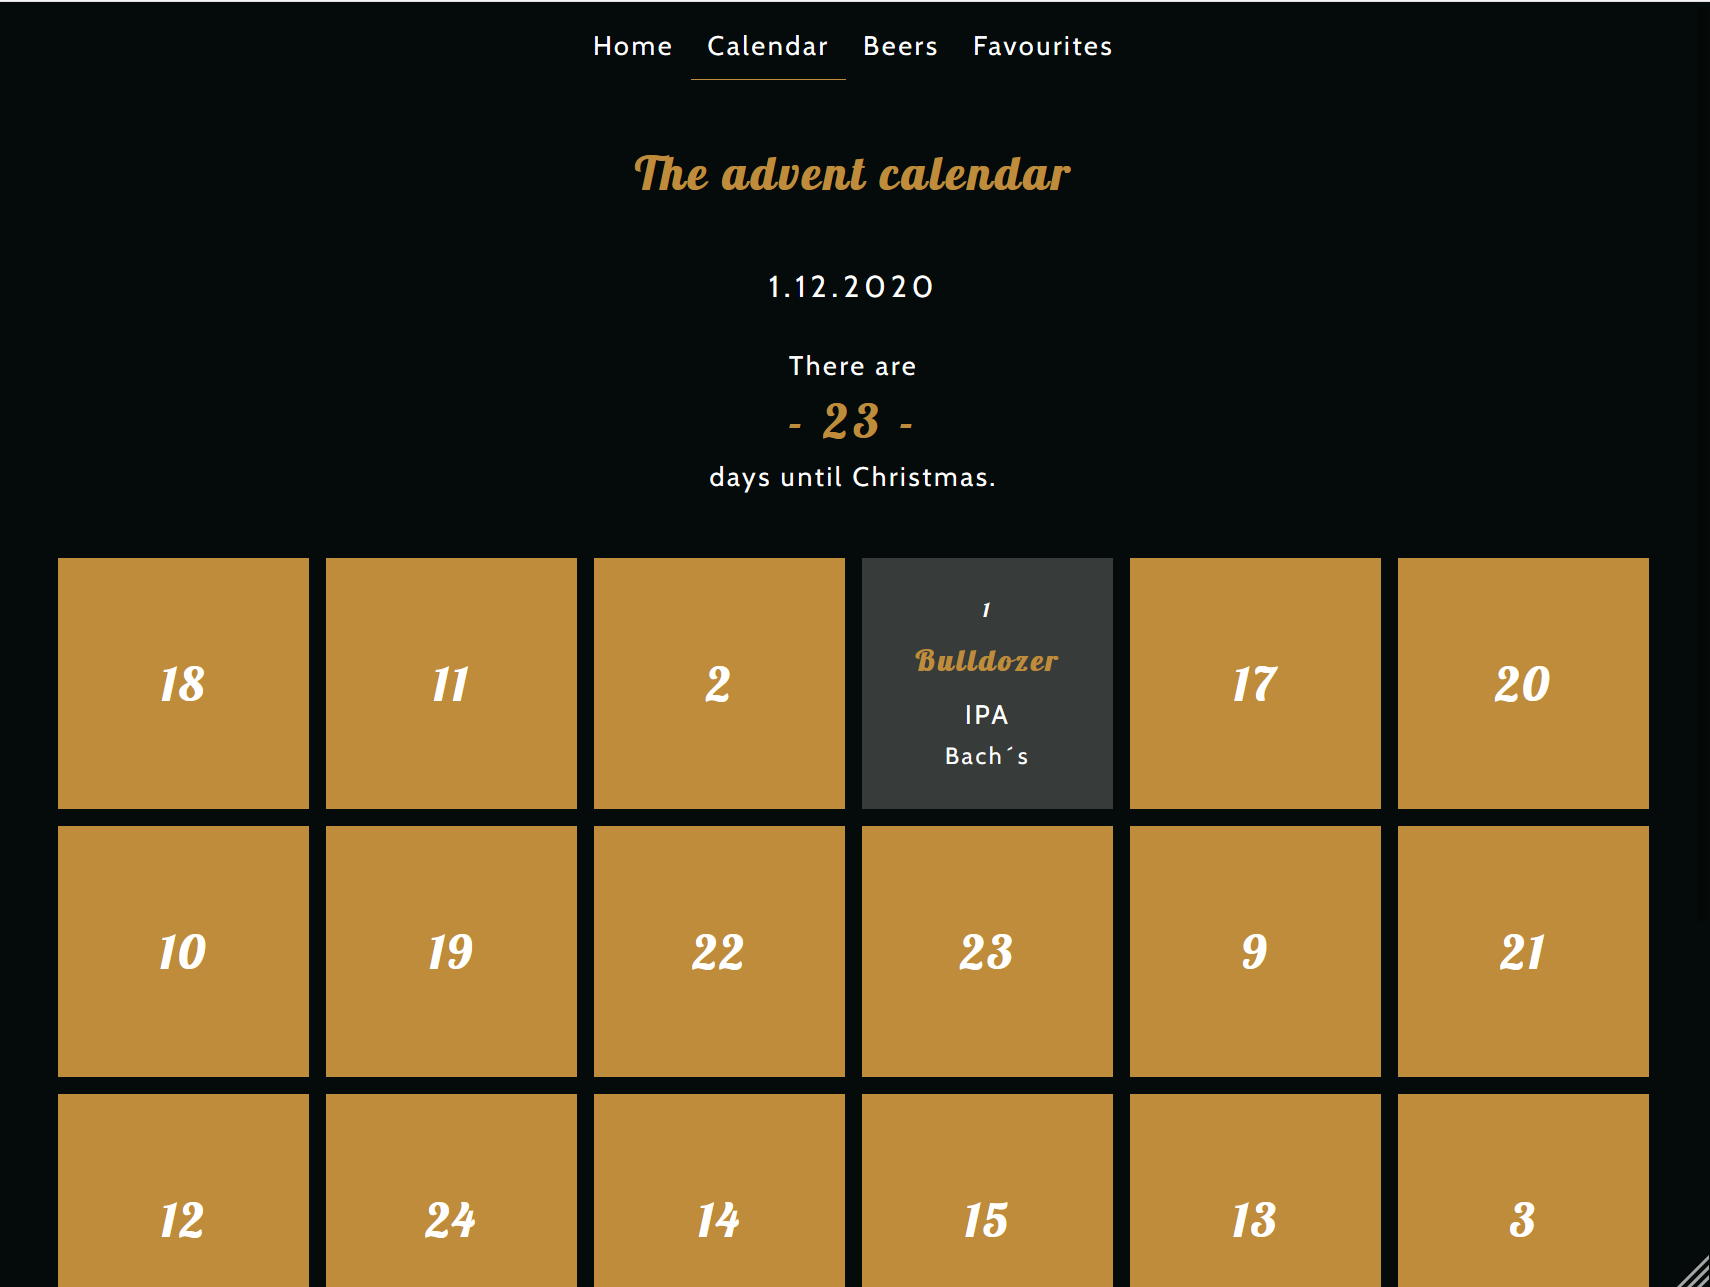 Home Calendar Beers Favourites
The advent calendar
1.12.2020
There are
- 23 -
days until Christmas.
18 11 2 1 17 20
Bulldozer
IPA
Bach´s
10 19 22 23 9 21
12 24 14 15 13 3